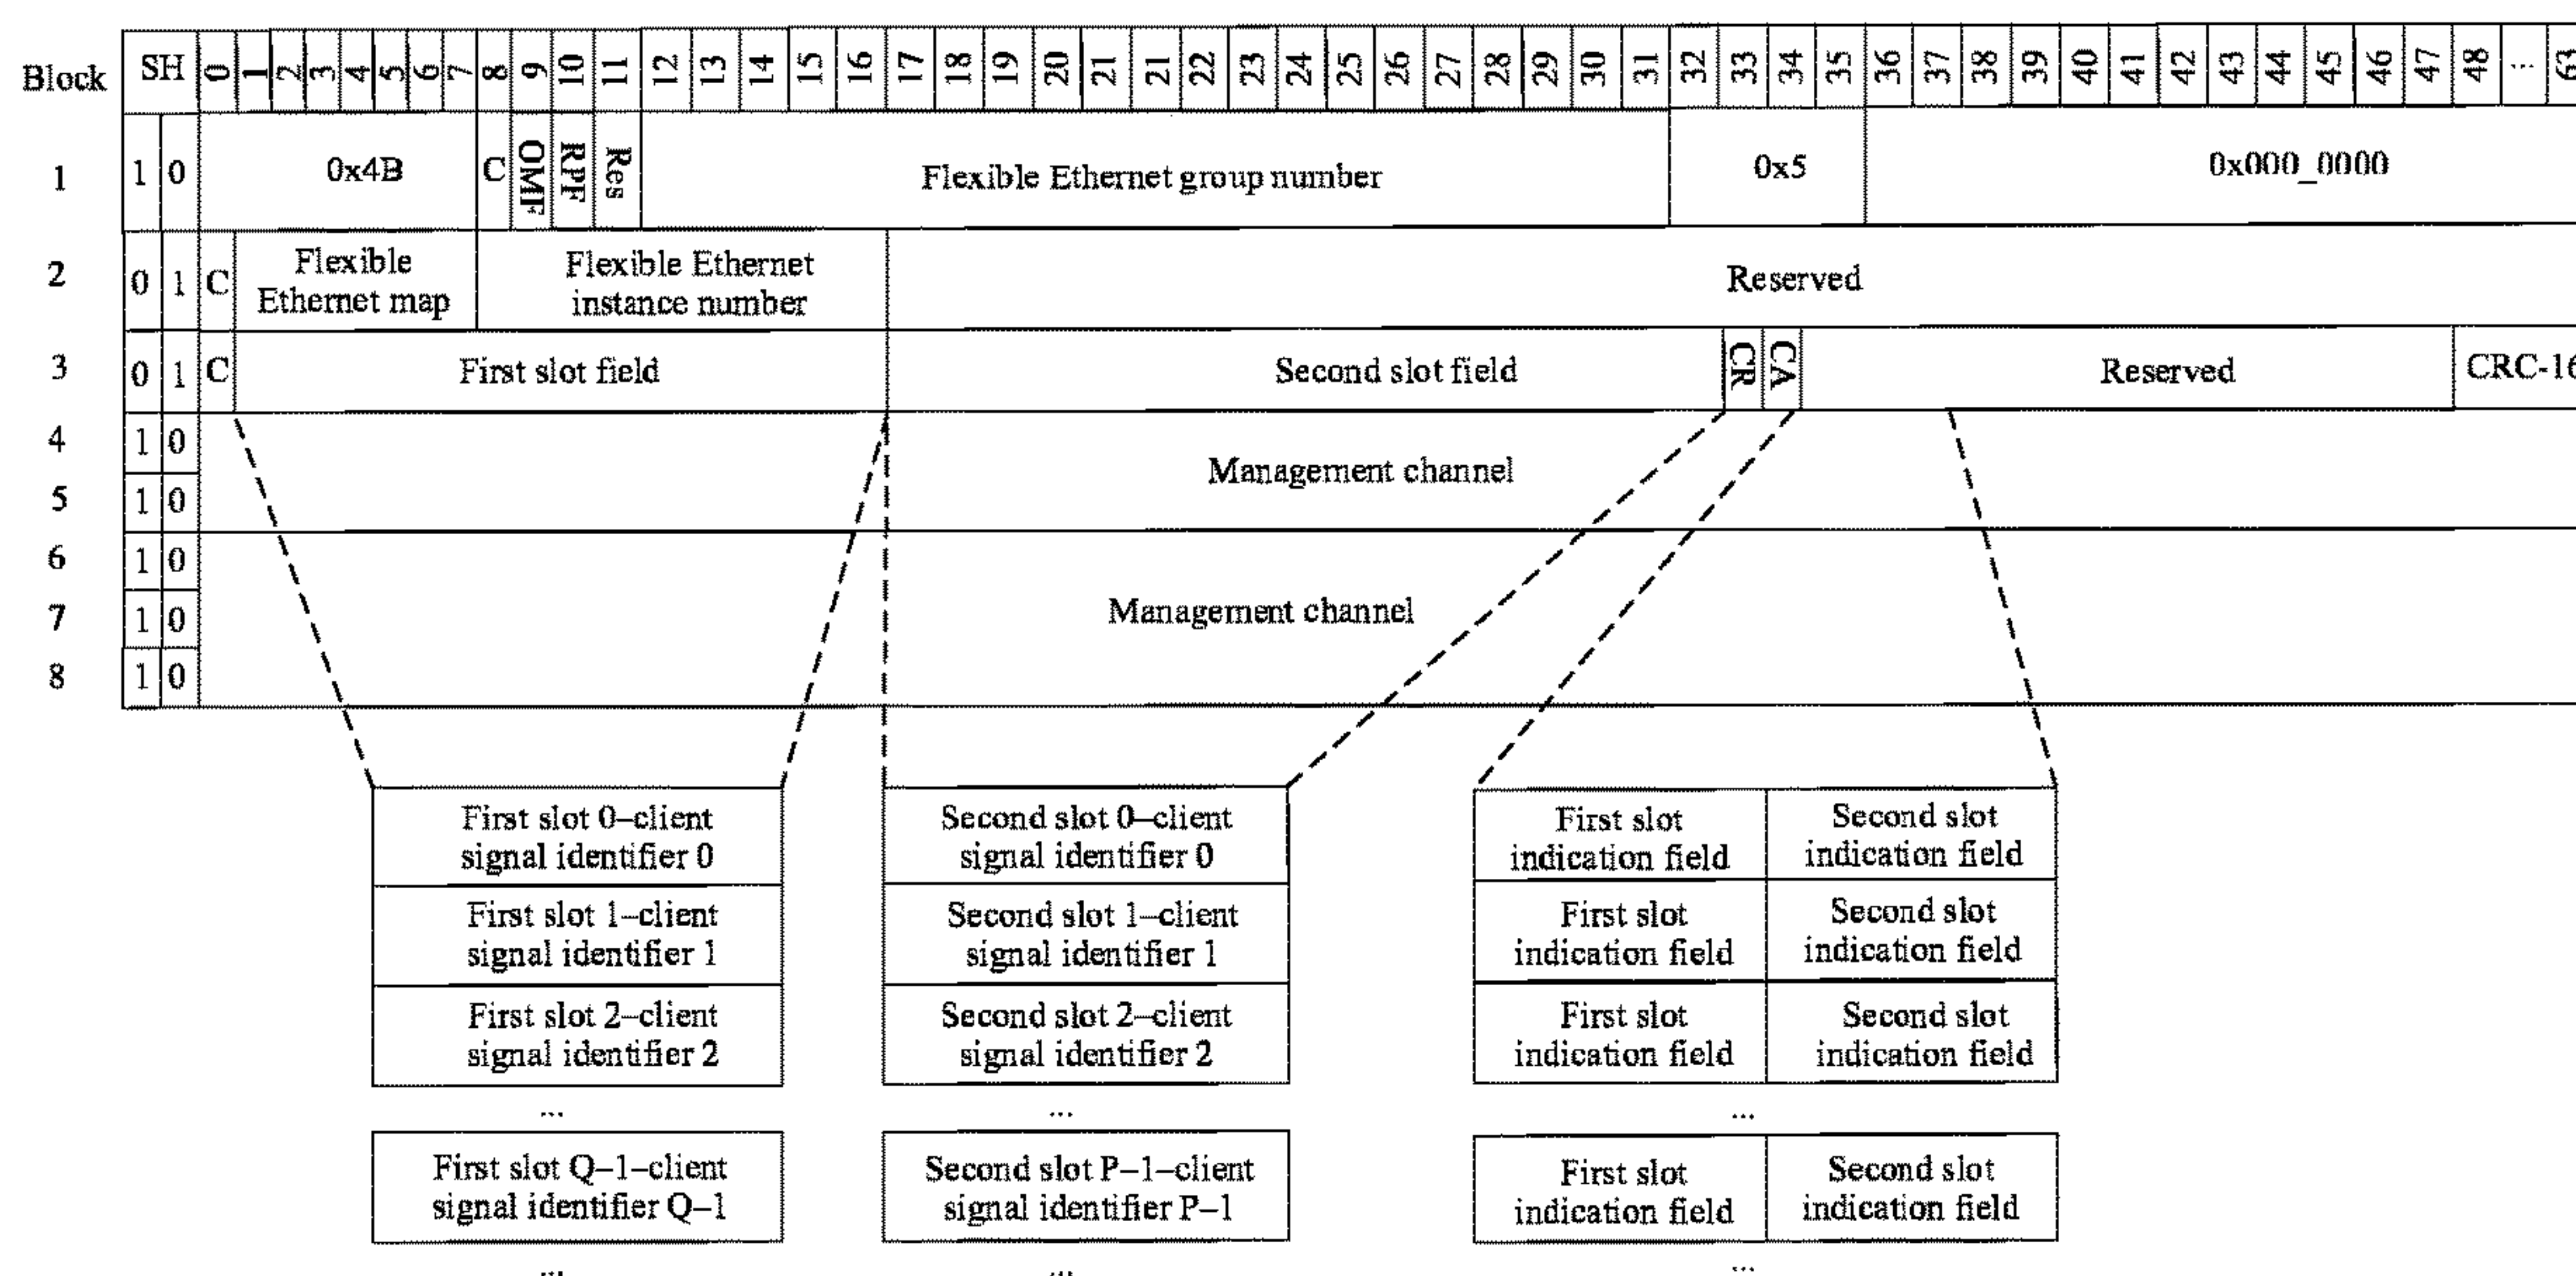 Block SH 0 1 2 3 4 5 6 7 8 9 10 11 12 13 14 15 16 17 18 19 20 21 21 22 23 24 25 26 27 28 29 30 31 32 33 34 35 36 37 38 39 40 41 42 43 44 45 46 47 48 ... 63
1 1 0 0x4B C OMF RPF Res Flexible Ethernet group number 0x5 0x000_0000
2 0 1 C Flexible
Ethernet map
Flexible Ethernet
instance number
Reserved
3 0 1 C First slot field Second slot field CR CA Reserved CRC-16
4 1 0
5 1 0
Management channel
6 1 0
7 1 0
8 1 0
Management channel
First slot 0–client
signal identifier 0
First slot 1–client
signal identifier 1
First slot 2–client
signal identifier 2
...
First slot Q–1–client
signal identifier Q–1
...
Second slot 0–client
signal identifier 0
Second slot 1–client
signal identifier 1
Second slot 2–client
signal identifier 2
...
Second slot P–1–client
signal identifier P–1
...
First slot
indication field
Second slot
indication field
First slot
indication field
Second slot
indication field
First slot
indication field
Second slot
indication field
...
First slot
indication field
Second slot
indication field
...